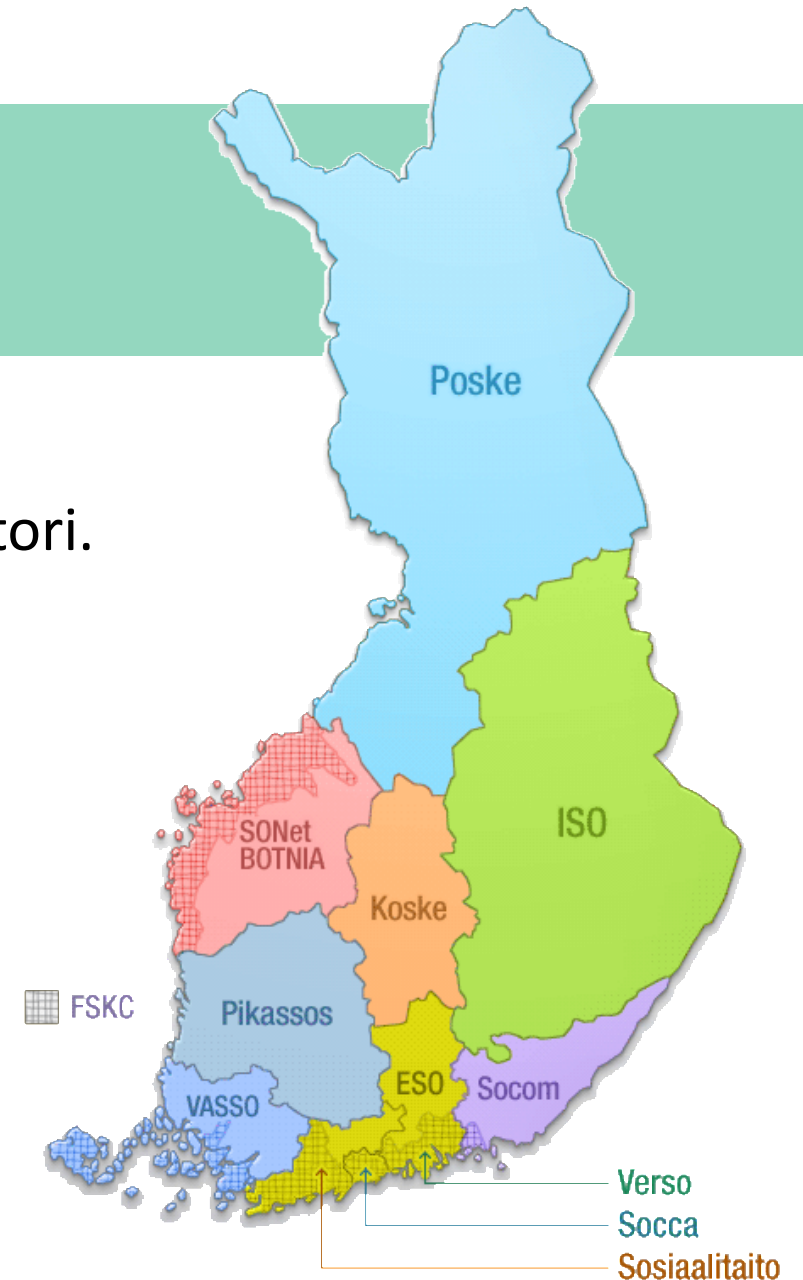 tori.
Poske
ISO
SONet
BOTNIA
Koske
FSKC
Pikassos
ESO
Socom
VASSO
Verso
Socca
Sosiaalitaito